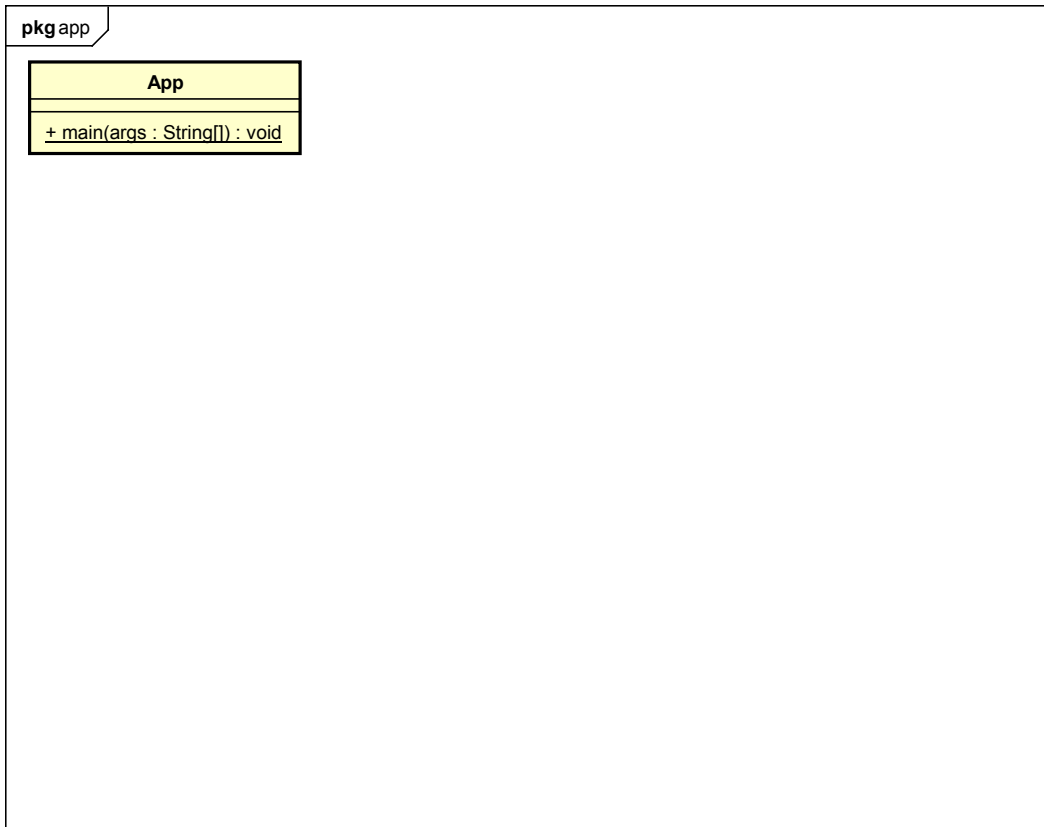 pkg app
App
+ main(args : String[]) : void